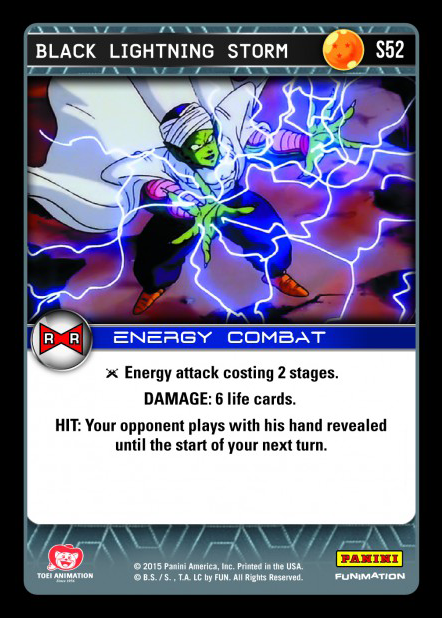 BLACK LIGHTNING STORM S52
R R
ENERGY COMBAT
Energy attack costing 2 stages.
DAMAGE: 6 life cards.
HIT: Your opponent plays with his hand revealed
until the start of your next turn.
TOEI ANIMATION
Since 1956
© 2015 Panini America, Inc. Printed in the USA.
© B.S./ S. , T.A. LC by FUN. All Rights Reserved.
PANINI
FUNIMATION